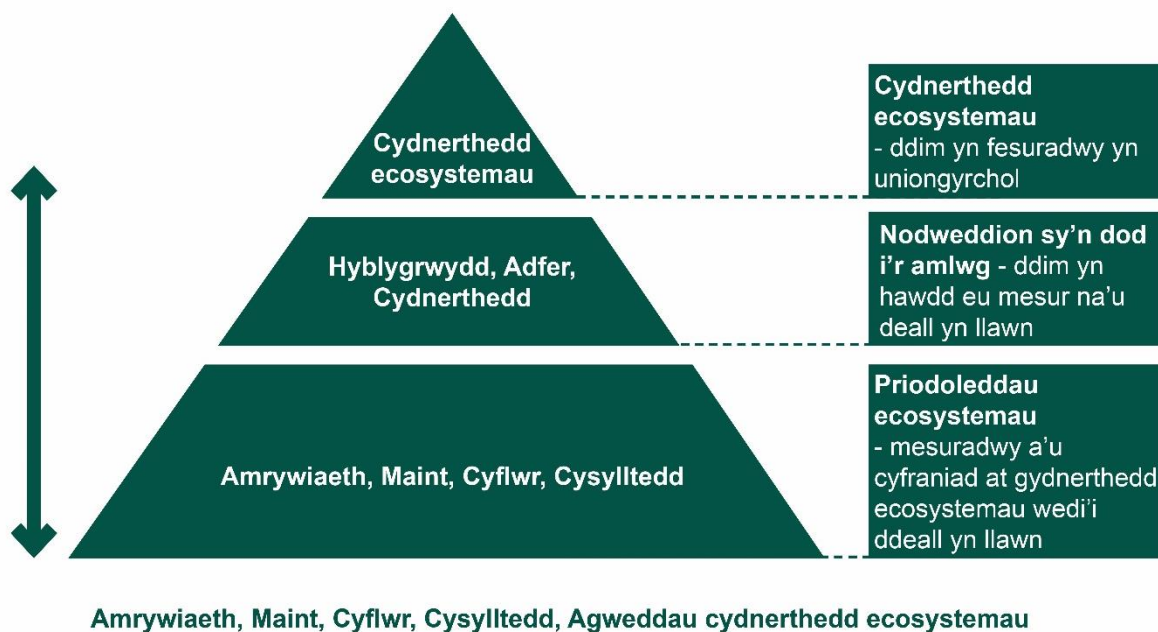 Cydnerthedd
ecosystemau
Cydnerthedd
ecosystemau
- ddim yn fesuradwy yn
uniongyrchol
Hyblygrwydd, Adfer,
Cydnerthedd
Nodweddion sy’n dod
i’r amlwg - ddim yn
hawdd eu mesur na’u
deall yn llawn
Amrywiaeth, Maint, Cyflwr, Cysylltedd
Priodoleddau
ecosystemau
- mesuradwy a’u
cyfraniad at gydnerthedd
ecosystemau wedi’i
ddeall yn llawn
Amrywiaeth, Maint, Cyflwr, Cysylltedd, Agweddau cydnerthedd ecosystemau